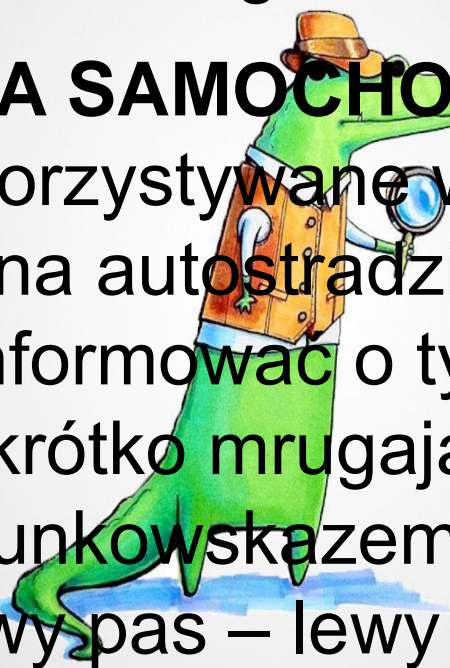 A SAMOCHO
orzystywane w
na autostradzi
nformować o ty
krótko mrugają
unkowskazem
wy pas – lewy